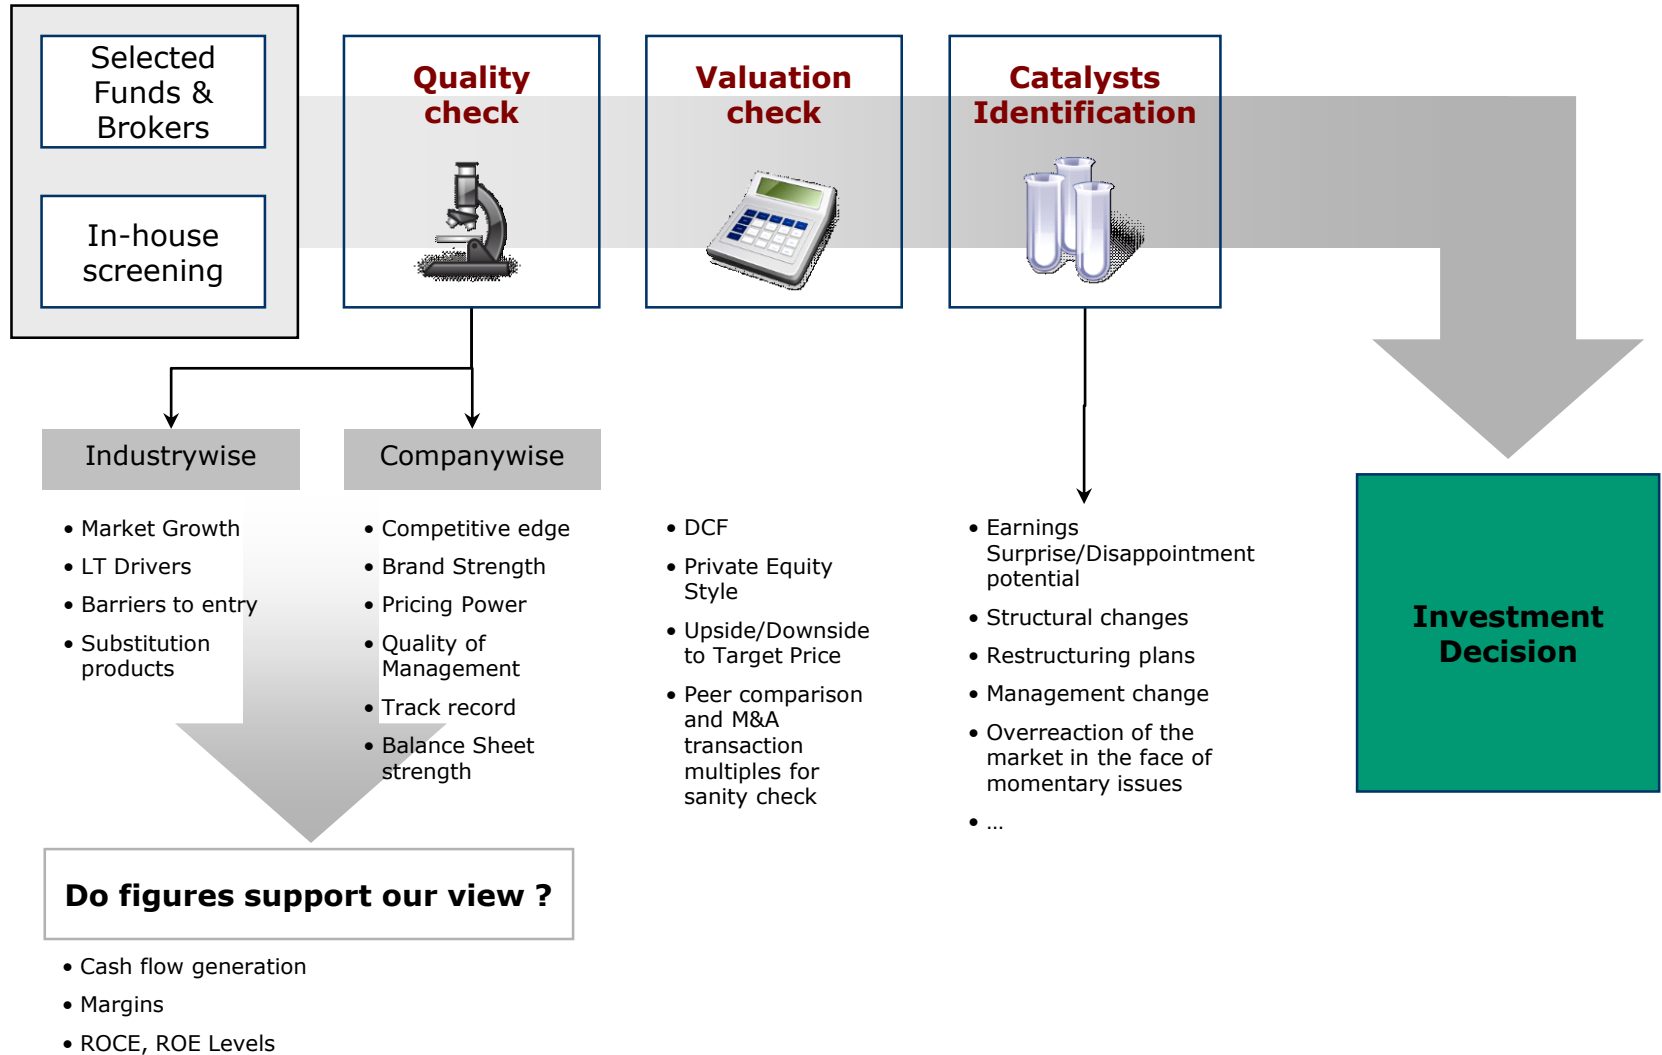 Selected
Funds &
Brokers
In-house
screening
Quality
check
Valuation
check
Catalysts
Identification
Industrywise
• Market Growth
• LT Drivers
• Barriers to entry
• Substitution
products
Companywise
• Competitive edge
• Brand Strength
• Pricing Power
• Quality of
Management
• Track record
• Balance Sheet
strength
• DCF
• Private Equity
Style
• Upside/Downside
to Target Price
• Peer comparison
and M&A
transaction
multiples for
sanity check
• Earnings
Surprise/Disappointment
potential
• Structural changes
• Restructuring plans
• Management change
• Overreaction of the
market in the face of
momentary issues
• …
Investment
Decision
Do figures support our view ?
• Cash flow generation
• Margins
• ROCE, ROE Levels